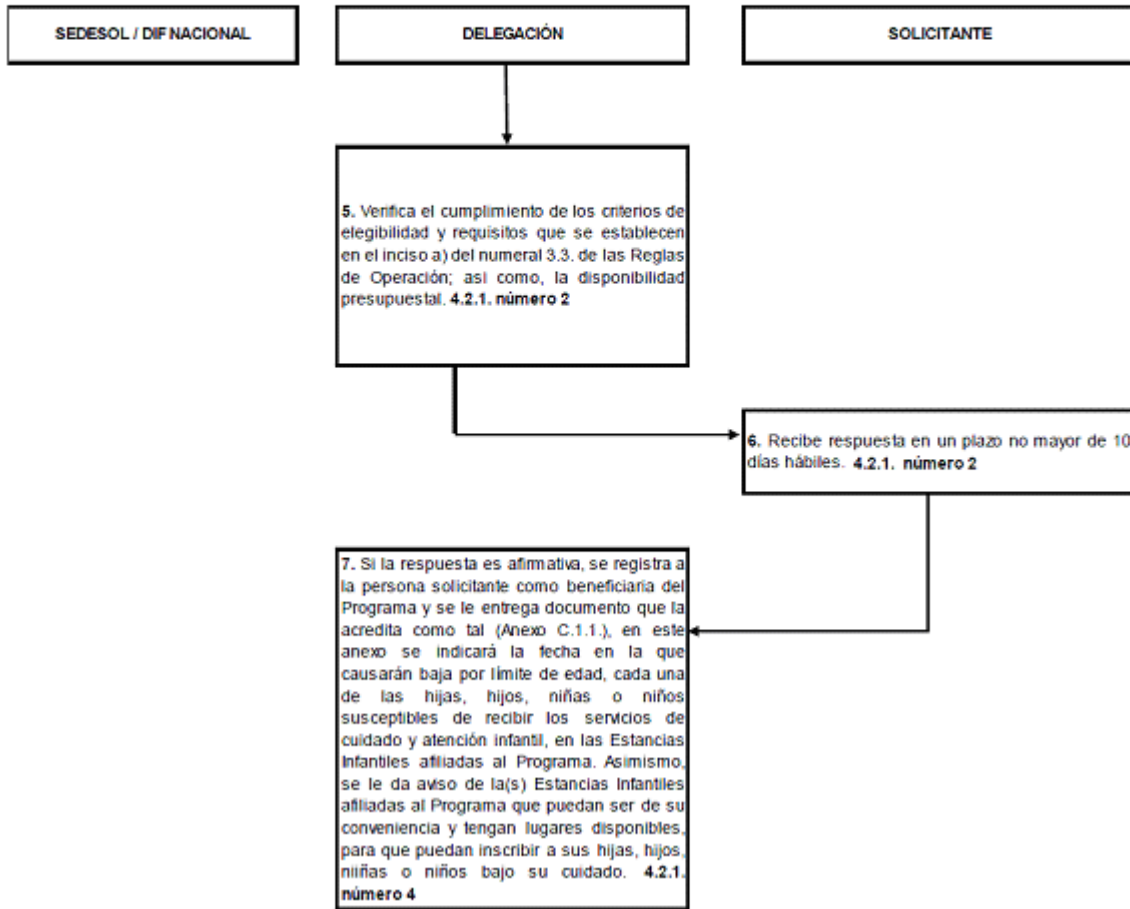 SEDESOL / DIF NACIONAL
DELEGACIÓN
SOLICITANTE
5. Verifica el cumplimiento de los criterios de
elegibilidad y requisitos que se establecen
en el inciso a) del numeral 3.3. de las Reglas
de Operación; asi como, la disponibilidad
presupuestal. 4.2.1. número 2
6. Recibe respuesta en un plazo no mayor de 10
días hábiles. 4.2.1. número 2
7. Si la respuesta es afirmativa, se registra a
la persona solicitante como beneficiaria del
Programa y se le entrega documento que la
acredita como tal (Anexo C.1.1.), en este
anexo se indicará la fecha en la que
causarán baja por límite de edad, cada una
de las hijas, hijos, niñas o niños
susceptibles de recibir los servicios de
cuidado y atención infantil, en las Estancias
Infantiles afiliadas al Programa. Asimismo,
se le da aviso de la(s) Estancias Infantiles
afiliadas al Programa que puedan ser de su
conveniencia y tengan lugares disponibles,
para que puedan inscribir a sus hijas, hijos,
niiñas o niños bajo su cuidado. 4.2.1.
número 4